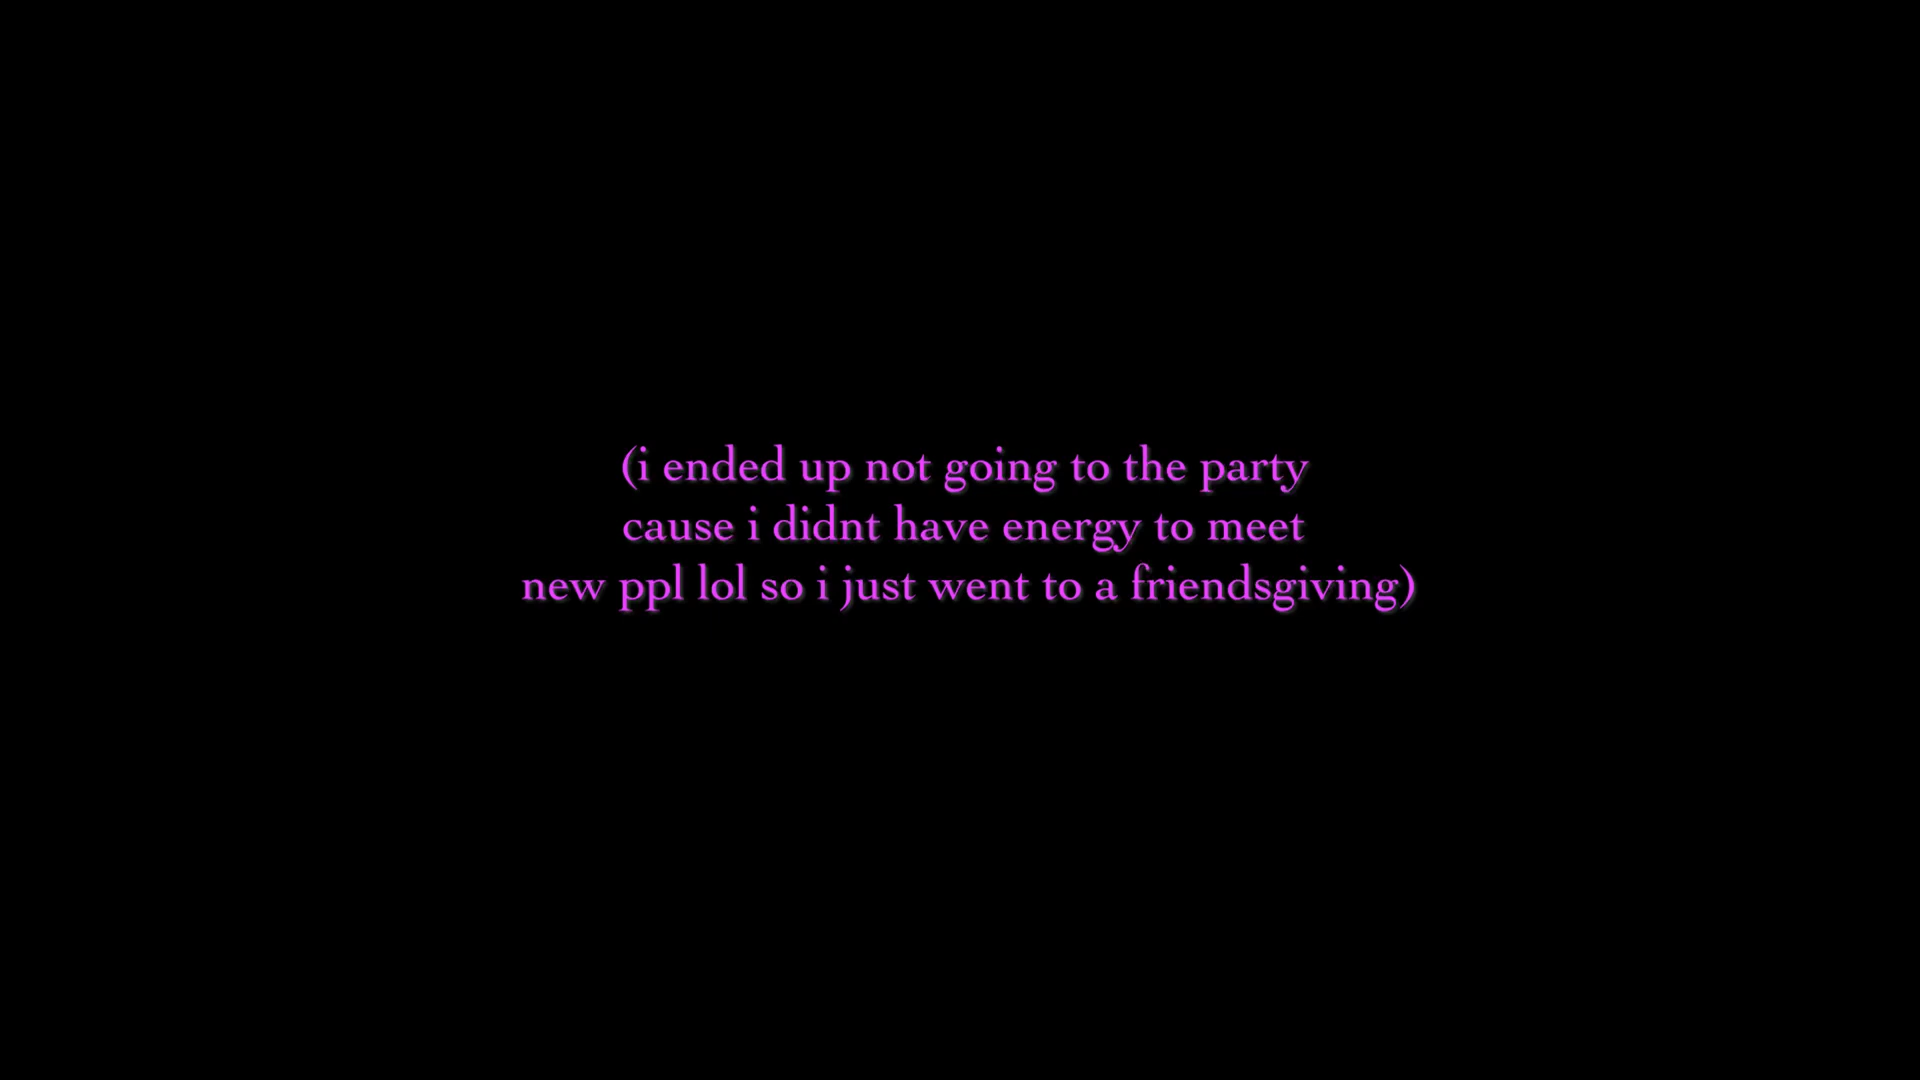 (i ended up not going to the party
cause i didnt have energy to meet
new ppl lol so i just went to a friendsgiving)